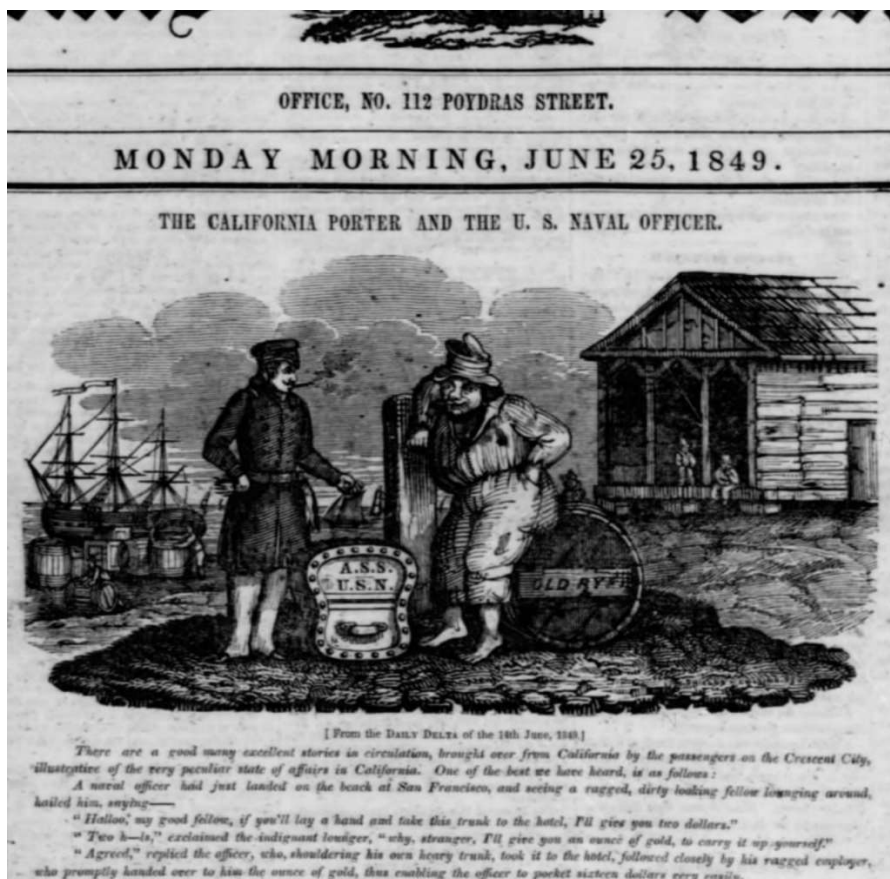 OFFICE, NO. 112 POYDRAS STREET.
MONDAY MORNING, JUNE 25, 1849.
THE CALIFORNIA PORTER AND THE U. S. NAVAL OFFICER.
A.S.S.
U.S.N.
OLD RYE
[From the DAILY DELTA of the 14th June, 1849.]
There are a good many excellent stories in circulation, brought over from California by the passengers on the Crescent City,
illustrative of the very peculiar state of affairs in California. One of the best we have heard, is as follows:
A naval officer had just landed on the beach at San Francisco, and seeing a ragged, dirty looking fellow lounging around,
hailed him, saying—
"Halloo, my good fellow, if you'll lay a hand and take this trunk to the hotel, I'll give you two dollars."
"Two h—ls," exclaimed the indignant lounger, "why, stranger, I'll give you an ounce of gold, to carry it up yourself."
"Agreed," replied the officer, who, shouldering his own heavy trunk, took it to the hotel, followed closely by his ragged employer,
who promptly handed over to him the ounce of gold, thus enabling the officer to pocket sixteen dollars very easily.